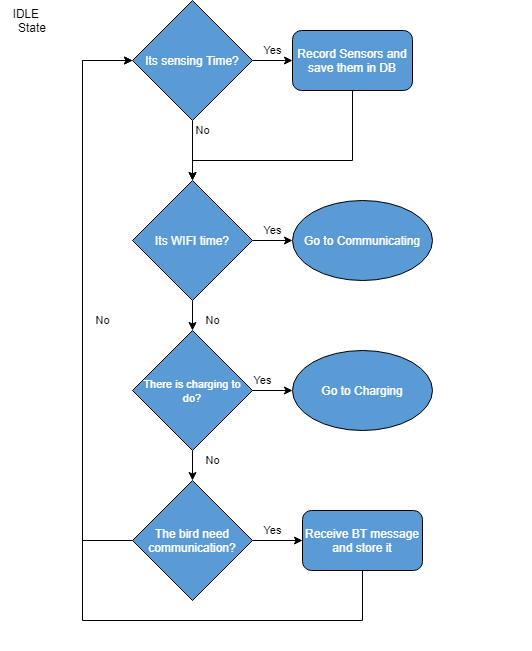 IDLE
State
Its sensing Time?
Yes
Record Sensors and
save them in DB
No
Its WIFI time?
Yes
Go to Communicating
No
No
There is charging to
do?
Yes
Go to Charging
No
The bird need
communication?
Yes
Receive BT message
and store it